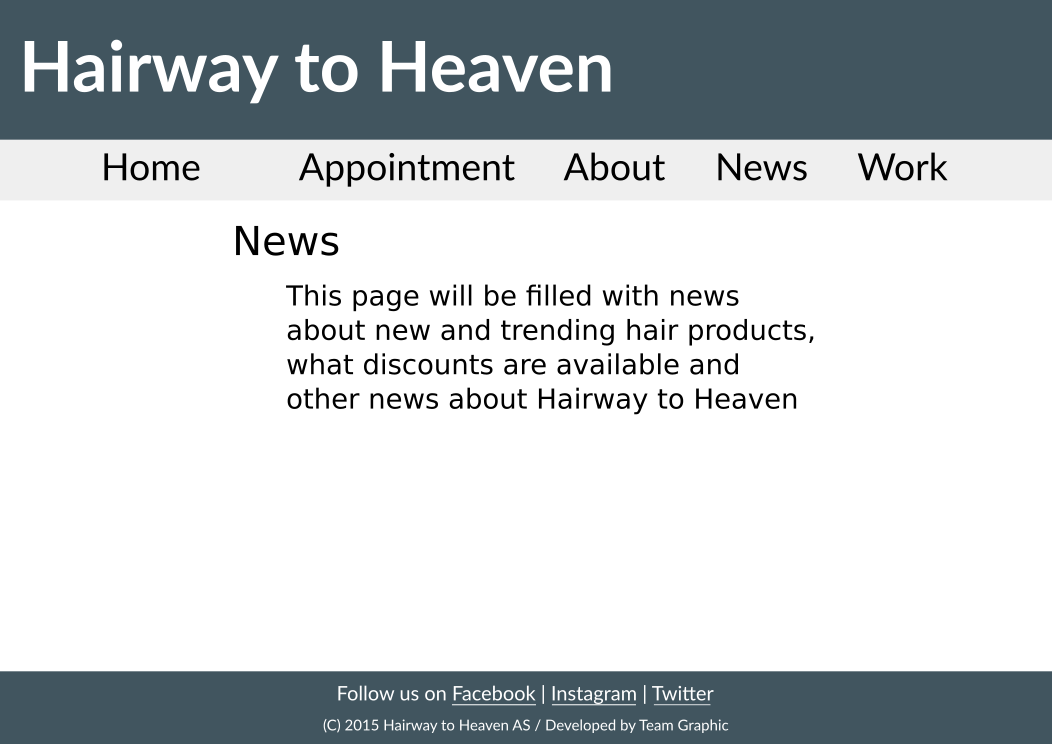 Hairway to Heaven
Home Appointment About News Work
News
This page will be filled with news
about new and trending hair products,
what discounts are available and
other news about Hairway to Heaven
Follow us on Facebook | Instagram | Twitter
(C) 2015 Hairway to Heaven AS / Developed by Team Graphic